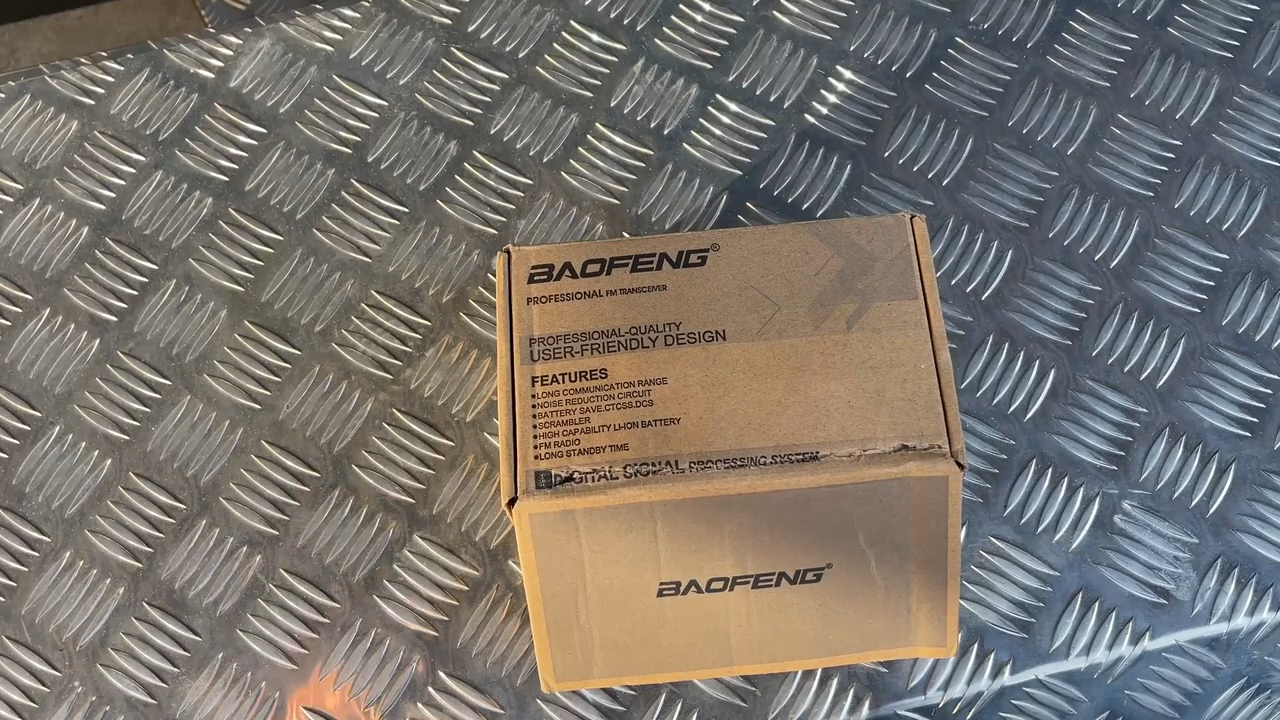 BAOFENG®
PROFESSIONAL FM TRANSCEIVER
PROFESSIONAL-QUALITY
USER-FRIENDLY DESIGN
FEATURES
●LONG COMMUNICATION RANGE
●NOISE REDUCTION CIRCUIT
●BATTERY SAVE.CTCSS.DCS
●SCRAMBLER
●HIGH CAPABILITY LI-ION BATTERY
●FM RADIO
●LONG STANDBY TIME
DIGITAL SIGNAL PROCESSING SYSTEM
BAOFENG®